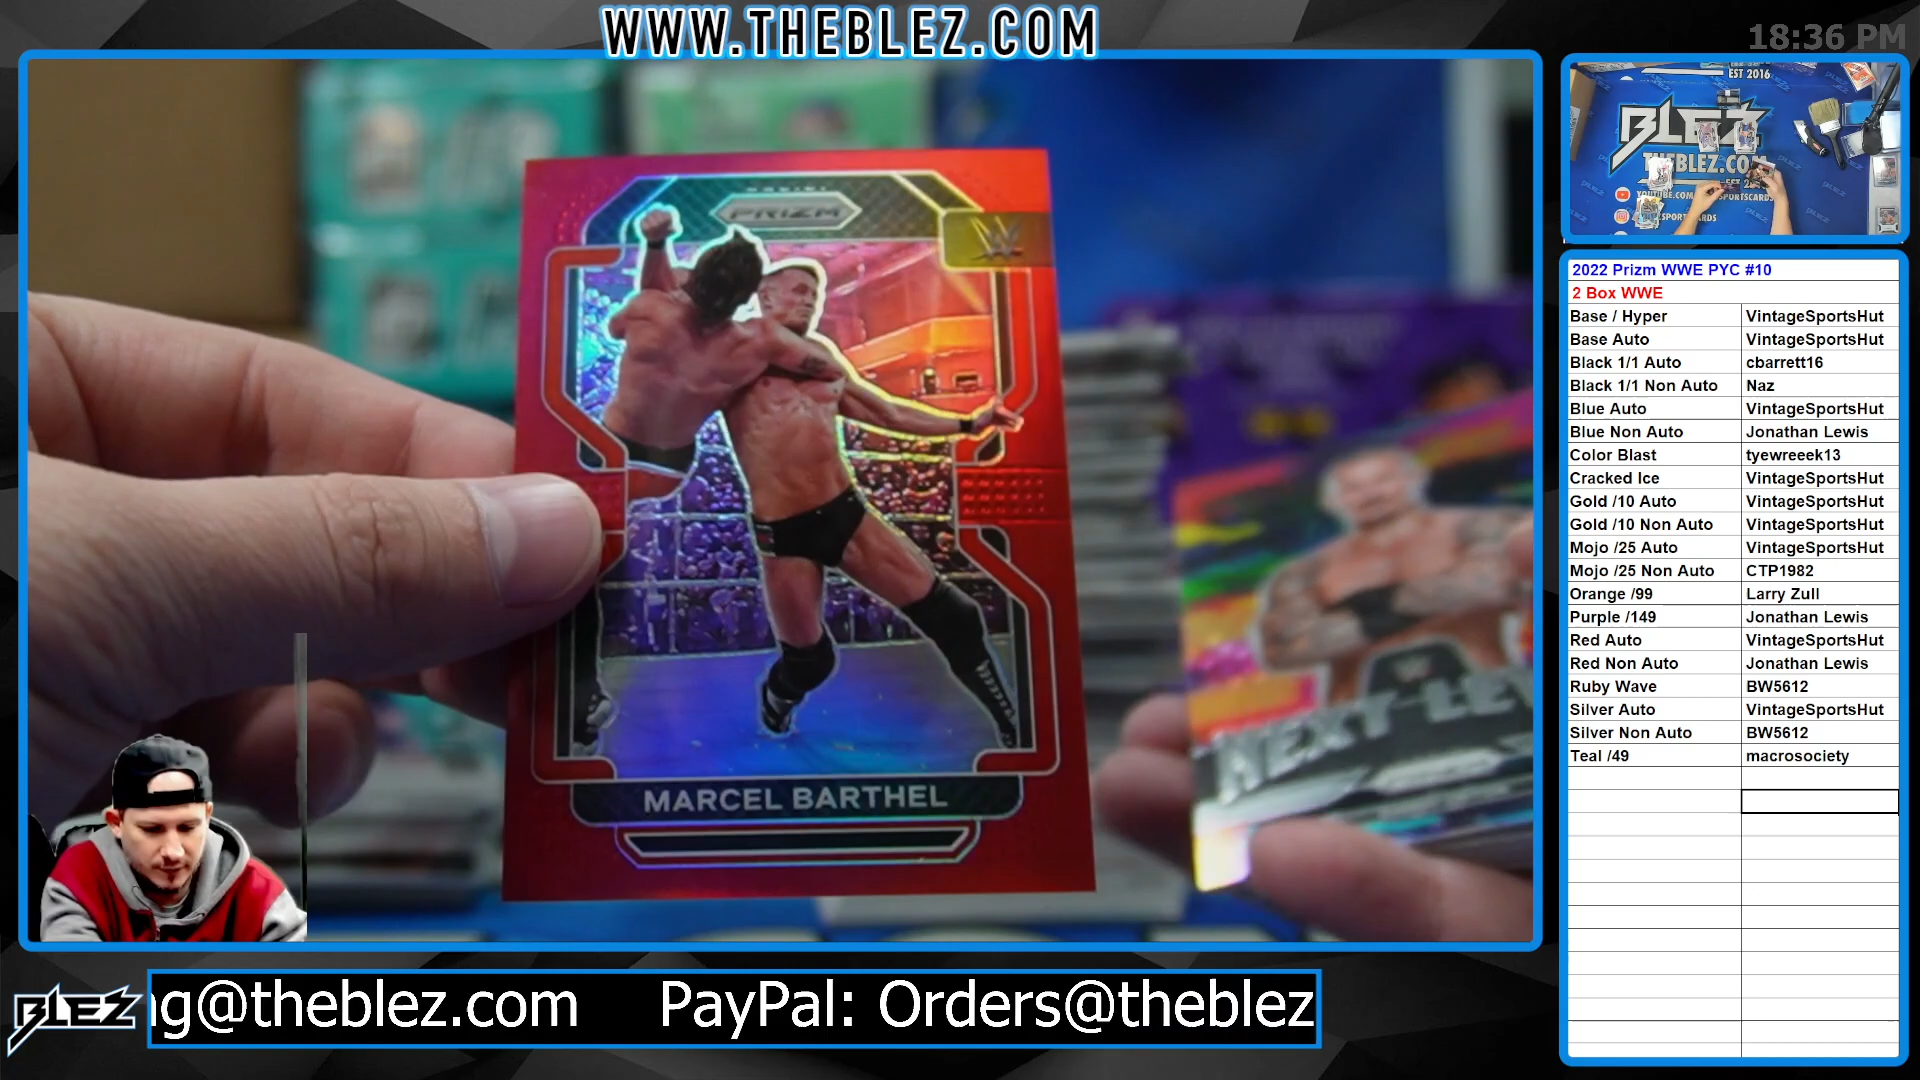 WWW.THEBLEZ.COM
18:36 PM
PRIZM
W
MARCEL BARTHEL
NEXT LEV
EST 2016
BLEZ
THEBLEZ.COM
2022 Prizm WWE PYC #10
2 Box WWE
Base / Hyper VintageSportsHut
Base Auto VintageSportsHut
Black 1/1 Auto cbarrett16
Black 1/1 Non Auto Naz
Blue Auto VintageSportsHut
Blue Non Auto Jonathan Lewis
Color Blast tyewreeek13
Cracked Ice VintageSportsHut
Gold /10 Auto VintageSportsHut
Gold /10 Non Auto VintageSportsHut
Mojo /25 Auto VintageSportsHut
Mojo /25 Non Auto CTP1982
Orange /99 Larry Zull
Purple /149 Jonathan Lewis
Red Auto VintageSportsHut
Red Non Auto Jonathan Lewis
Ruby Wave BW5612
Silver Auto VintageSportsHut
Silver Non Auto BW5612
Teal /49 macrosociety
BLEZ
g@theblez.com PayPal: Orders@theblez